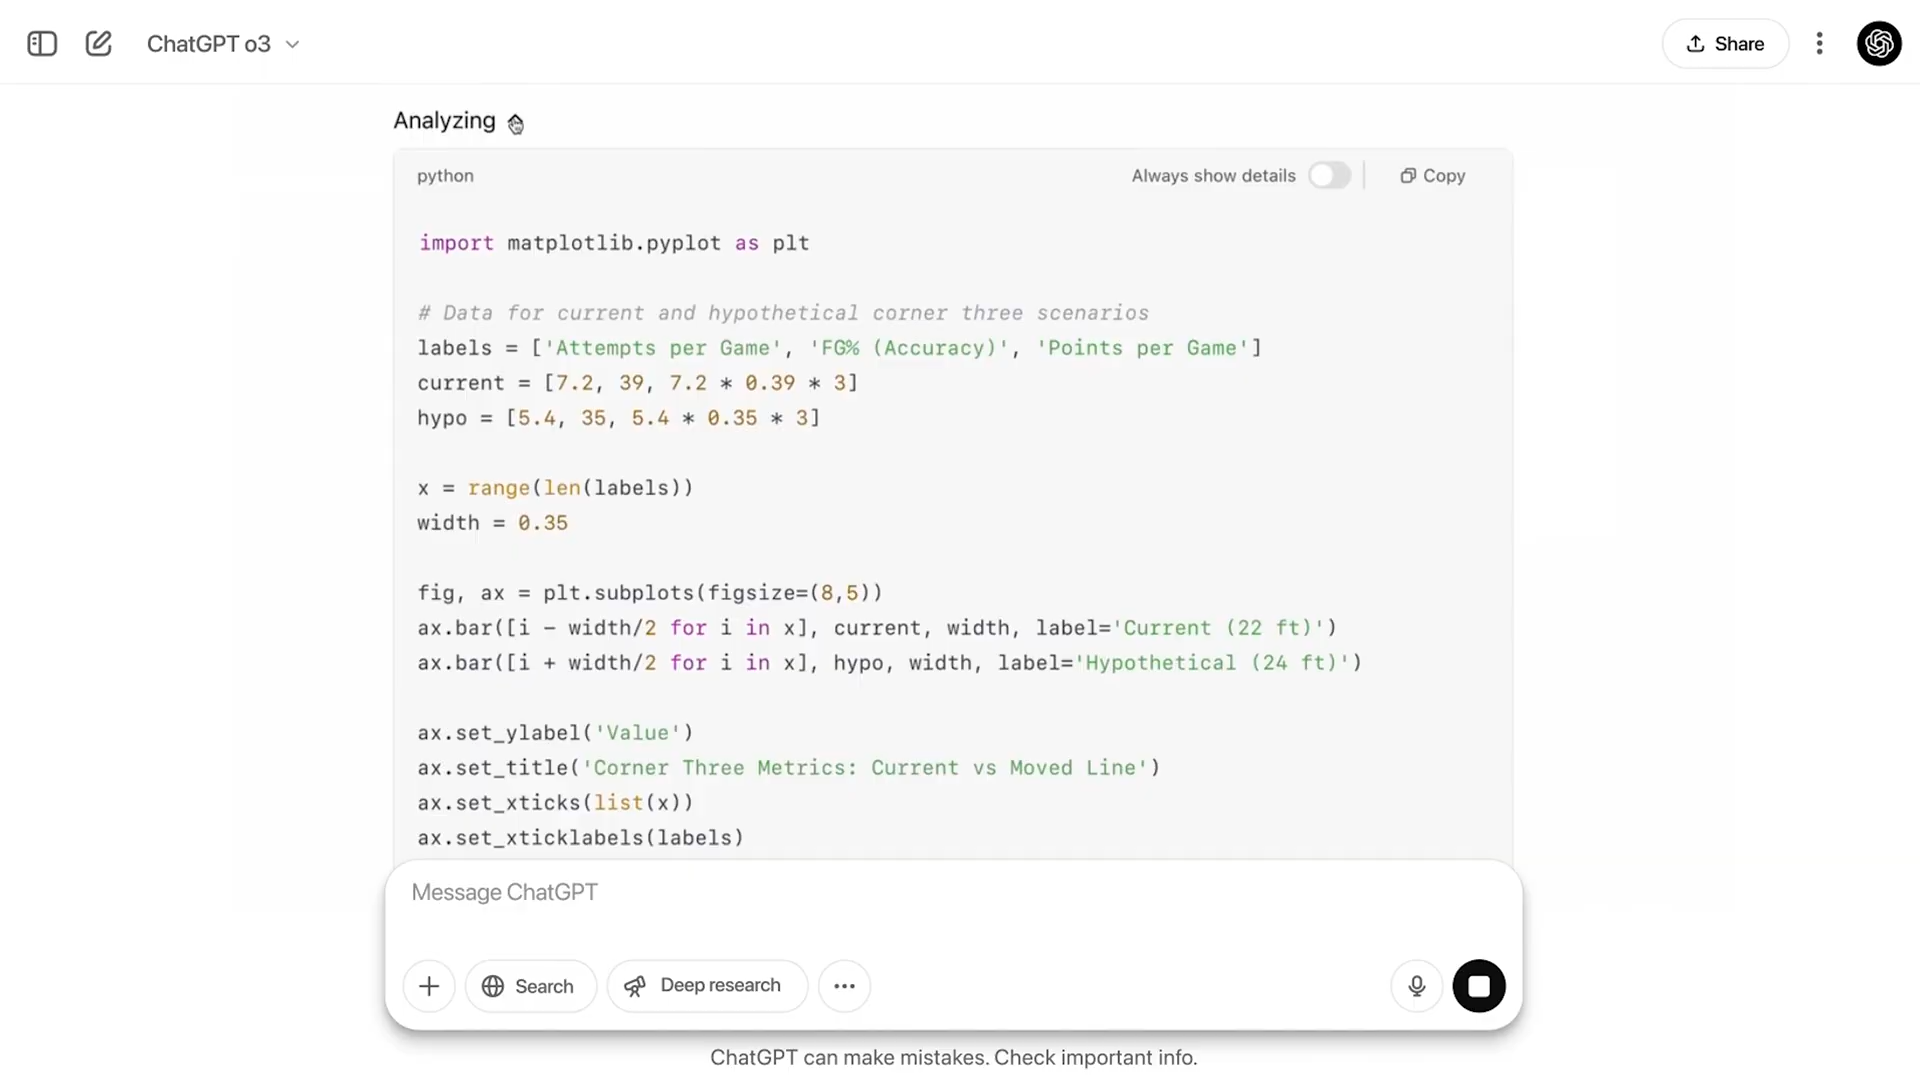 ChatGPT o3
Share
Analyzing
python
Always show details
Copy
import matplotlib.pyplot as plt
# Data for current and hypothetical corner three scenarios
labels = ['Attempts per Game', 'FG% (Accuracy)', 'Points per Game']
current = [7.2, 39, 7.2 * 0.39 * 3]
hypo = [5.4, 35, 5.4 * 0.35 * 3]
x = range(len(labels))
width = 0.35
fig, ax = plt.subplots(figsize=(8,5))
ax.bar([i - width/2 for i in x], current, width, label='Current (22 ft)')
ax.bar([i + width/2 for i in x], hypo, width, label='Hypothetical (24 ft)')
ax.set_ylabel('Value')
ax.set_title('Corner Three Metrics: Current vs Moved Line')
ax.set_xticks(list(x))
ax.set_xticklabels(labels)
Message ChatGPT
Search
Deep research
ChatGPT can make mistakes. Check important info.